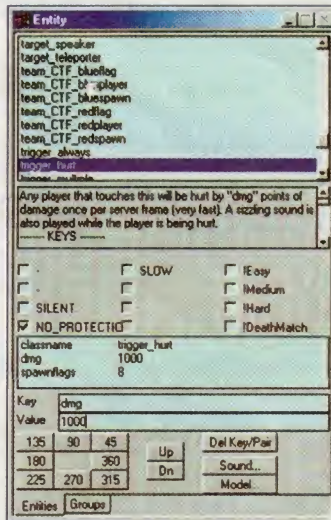 Entity
target_speaker
target_teleporter
team_CTF_blueflag
team_CTF_blueplayer
team_CTF_bluespawn
team_CTF_redflag
team_CTF_redplayer
team_CTF_redspawn
trigger_always
trigger_hurt
trigger_multiple
Any player that touches this will be hurt by "dmg" points of
damage once per server frame (very fast). A sizzling sound is
also played while the player is being hurt.
------- KEYS -------
- SLOW !Easy
- !Medium
SILENT !Hard
NO_PROTECTIO !DeathMatch
classname trigger_hurt
dmg 1000
spawnflags 8
Key dmg
Value 1000
135 90 45 Up Del Key/Pair
180 360 Dn Sound...
225 270 315 Model...
Entities Groups